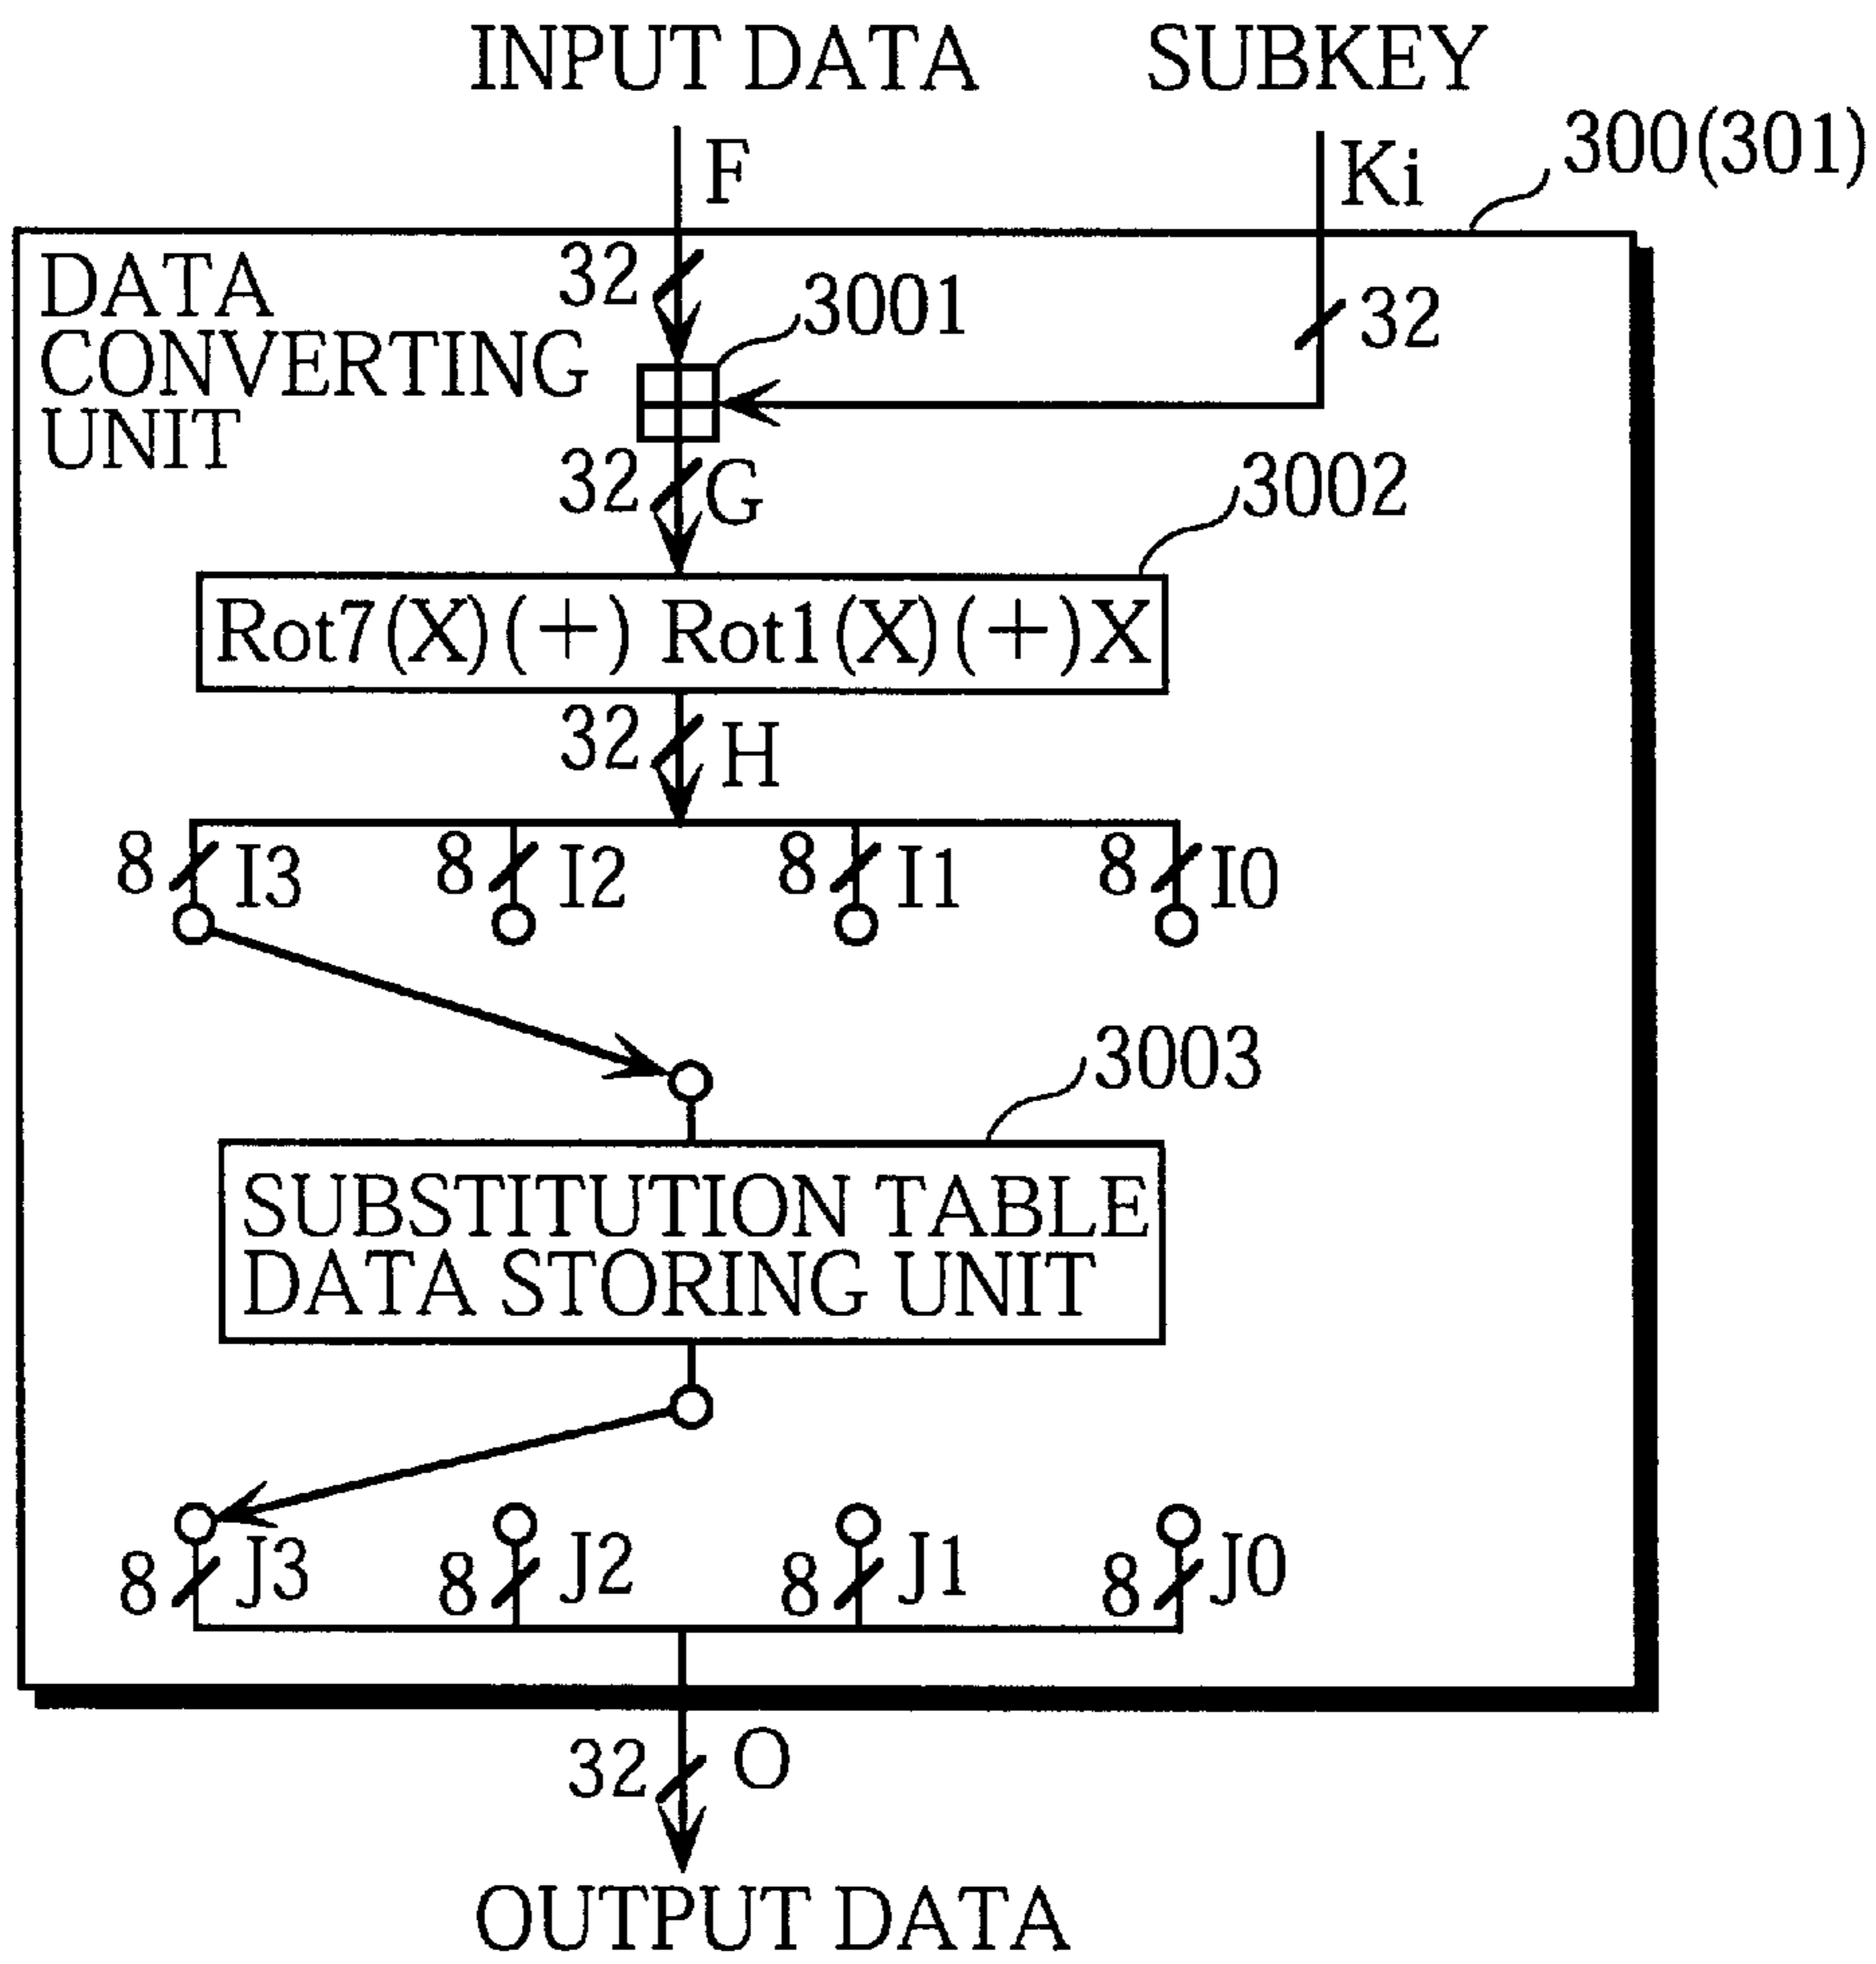 INPUT DATA
SUBKEY
300(301)
F
Ki
DATA
CONVERTING
UNIT
32
3001
32
32
G
3002
Rot7(X)(+) Rot1(X)(+)X
32
H
8
I3
8
I2
8
I1
8
I0
3003
SUBSTITUTION TABLE
DATA STORING UNIT
8
J3
8
J2
8
J1
8
J0
32
O
OUTPUT DATA